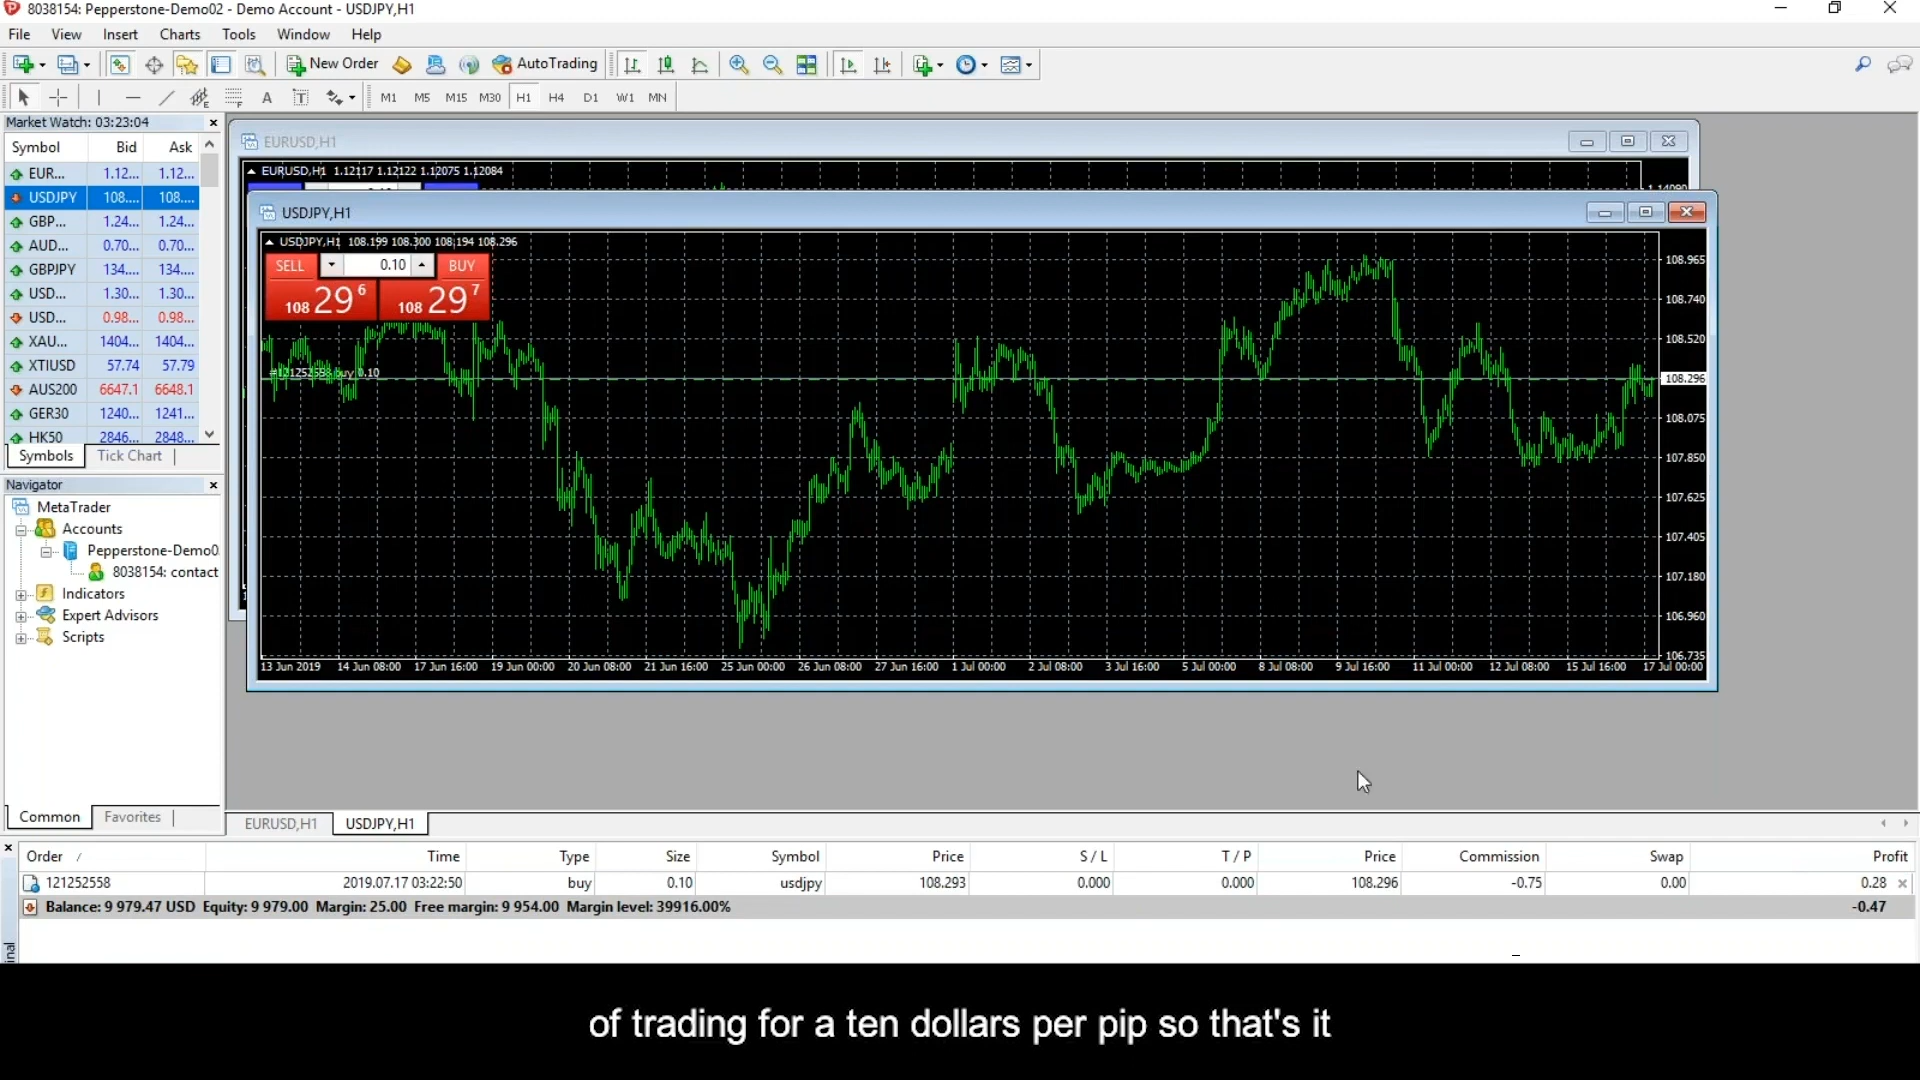 8038154: Pepperstone-Demo02 - Demo Account - USDJPY,H1
File View Insert Charts Tools Window Help
New Order AutoTrading
A T M1 M5 M15 M30 H1 H4 D1 W1 MN
Market Watch: 03:23:04
Symbol Bid Ask
EUR... 1.12... 1.12...
USDJPY 108.... 108....
GBP... 1.24... 1.24...
AUD... 0.70... 0.70...
GBPJPY 134.... 134....
USD... 1.30... 1.30...
USD... 0.98... 0.98...
XAU... 1404... 1404...
XTIUSD 57.74 57.79
AUS200 6647.1 6648.1
GER30 1240... 1241...
HK50 2846... 2848...
Symbols Tick Chart
Navigator
MetaTrader
Accounts
Pepperstone-Demo0
8038154: contact
Indicators
Expert Advisors
Scripts
Common Favorites
EURUSD,H1
EURUSD,H1 1.12117 1.12122 1.12075 1.12084
USDJPY,H1
USDJPY,H1 108.199 108.300 108.194 108.296
SELL 0.10 BUY
108 29 6 108 29 7
#121252558 buy 0.10
108.965
108.740
108.520
108.296
108.075
107.850
107.625
107.405
107.180
106.960
106.735
13 Jun 2019 14 Jun 08:00 17 Jun 16:00 19 Jun 00:00 20 Jun 08:00 21 Jun 16:00 25 Jun 00:00 26 Jun 08:00 27 Jun 16:00 1 Jul 00:00 2 Jul 08:00 3 Jul 16:00 5 Jul 00:00 8 Jul 08:00 9 Jul 16:00 11 Jul 00:00 12 Jul 08:00 15 Jul 16:00 17 Jul 00:00
EURUSD,H1 USDJPY,H1
Order / Time Type Size Symbol Price S / L T / P Price Commission Swap Profit
121252558 2019.07.17 03:22:50 buy 0.10 usdjpy 108.293 0.000 0.000 108.296 -0.75 0.00 0.28
Balance: 9 979.47 USD Equity: 9 979.00 Margin: 25.00 Free margin: 9 954.00 Margin level: 39916.00% -0.47
of trading for a ten dollars per pip so that's it